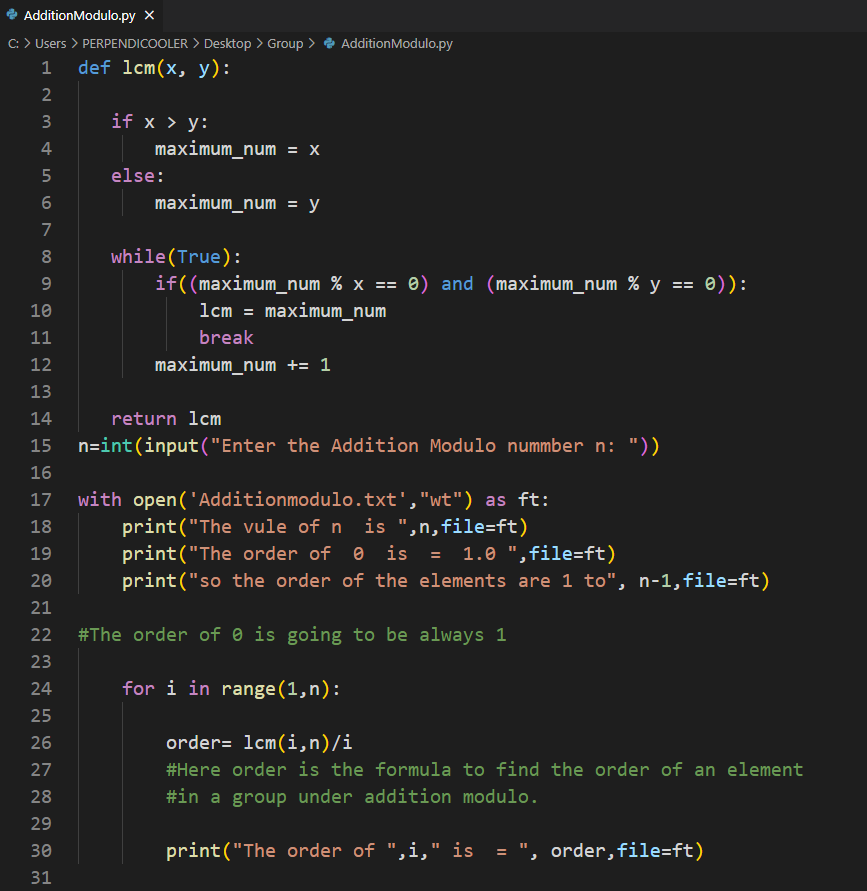 AdditionModulo.py ×
C: > Users > PERPENDICOOLER > Desktop > Group > AdditionModulo.py
1 def lcm(x, y):
2
3    if x > y:
4        maximum_num = x
5    else:
6        maximum_num = y
7
8    while(True):
9        if((maximum_num % x == 0) and (maximum_num % y == 0)):
10            lcm = maximum_num
11            break
12        maximum_num += 1
13
14    return lcm
15 n=int(input("Enter the Addition Modulo nummber n: "))
16
17 with open('Additionmodulo.txt',"wt") as ft:
18     print("The vule of n  is ",n,file=ft)
19     print("The order of  0  is  =  1.0 ",file=ft)
20     print("so the order of the elements are 1 to", n-1,file=ft)
21
22 #The order of 0 is going to be always 1
23
24     for i in range(1,n):
25
26         order= lcm(i,n)/i
27         #Here order is the formula to find the order of an element
28         #in a group under addition modulo.
29
30         print("The order of ",i," is  = ", order,file=ft)
31